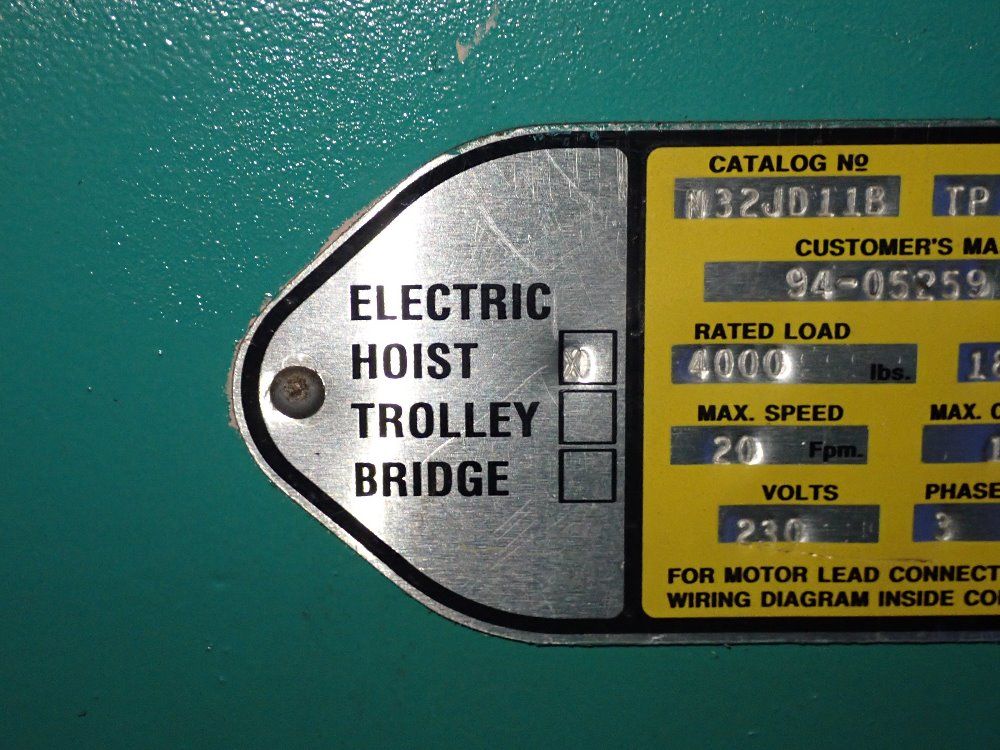 ELECTRIC
HOIST
TROLLEY
BRIDGE
CATALOG Nº
M32JD11B TP
CUSTOMER'S MA
94-05259
RATED LOAD
4000 lbs.
MAX. SPEED MAX.
20 Fpm.
VOLTS PHASE
230 3
FOR MOTOR LEAD CONNECT
WIRING DIAGRAM INSIDE CO